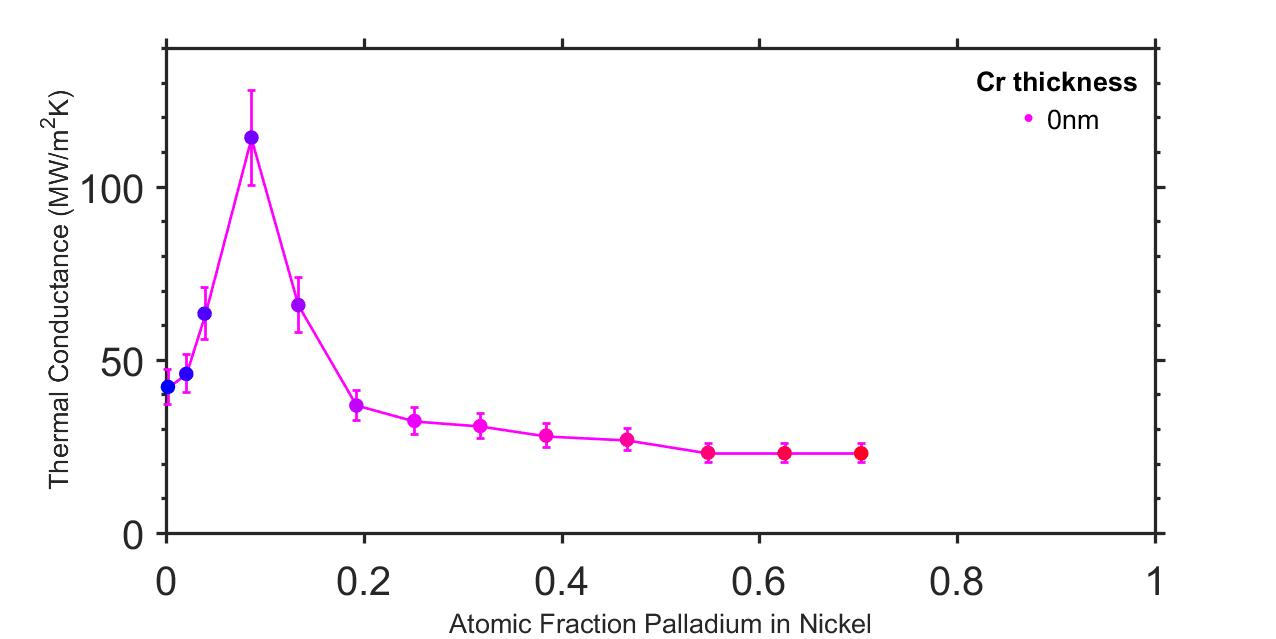 Cr thickness
0nm
Thermal Conductance (MW/m²K)
100
50
0
0 0.2 0.4 0.6 0.8 1
Atomic Fraction Palladium in Nickel